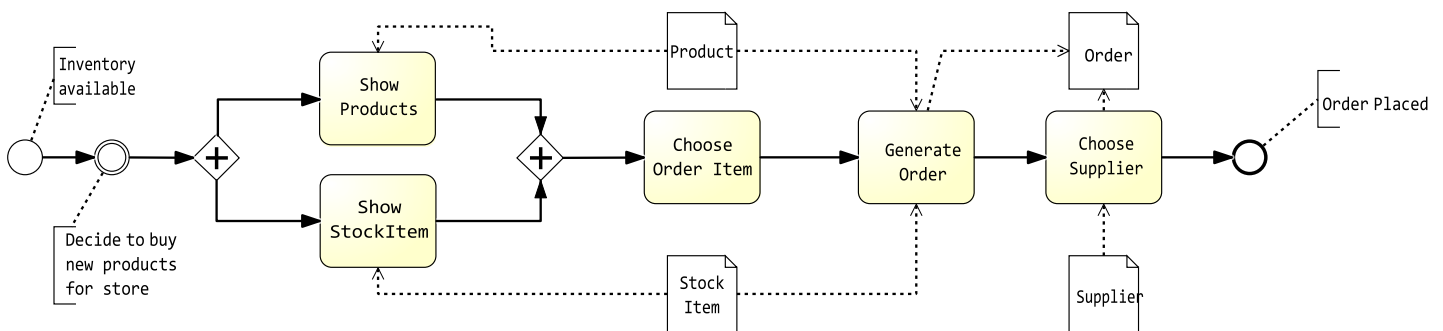 Inventory
available
Decide to buy
new products
for store
Show
Products
Show
StockItem
Product
Choose
Order Item
Stock
Item
Generate
Order
Order
Choose
Supplier
Supplier
Order Placed